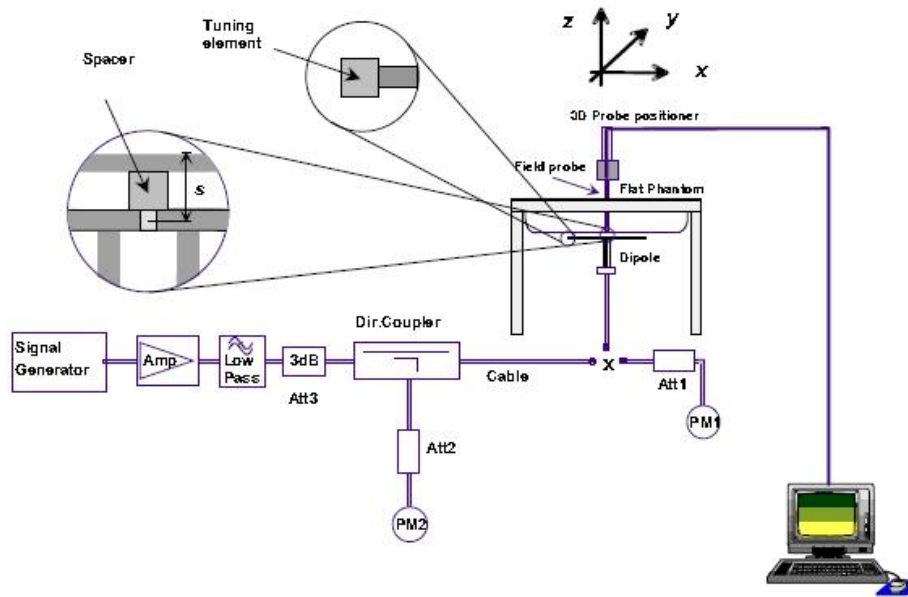 Tuning
element
Spacer
s
z
y
x
3D Probe positioner
Field probe
Flat Phantom
Dipole
Dir.Coupler
Signal
Generator
Amp
Low
Pass
3dB
Att3
Cable
x
Att1
PM1
Att2
PM2